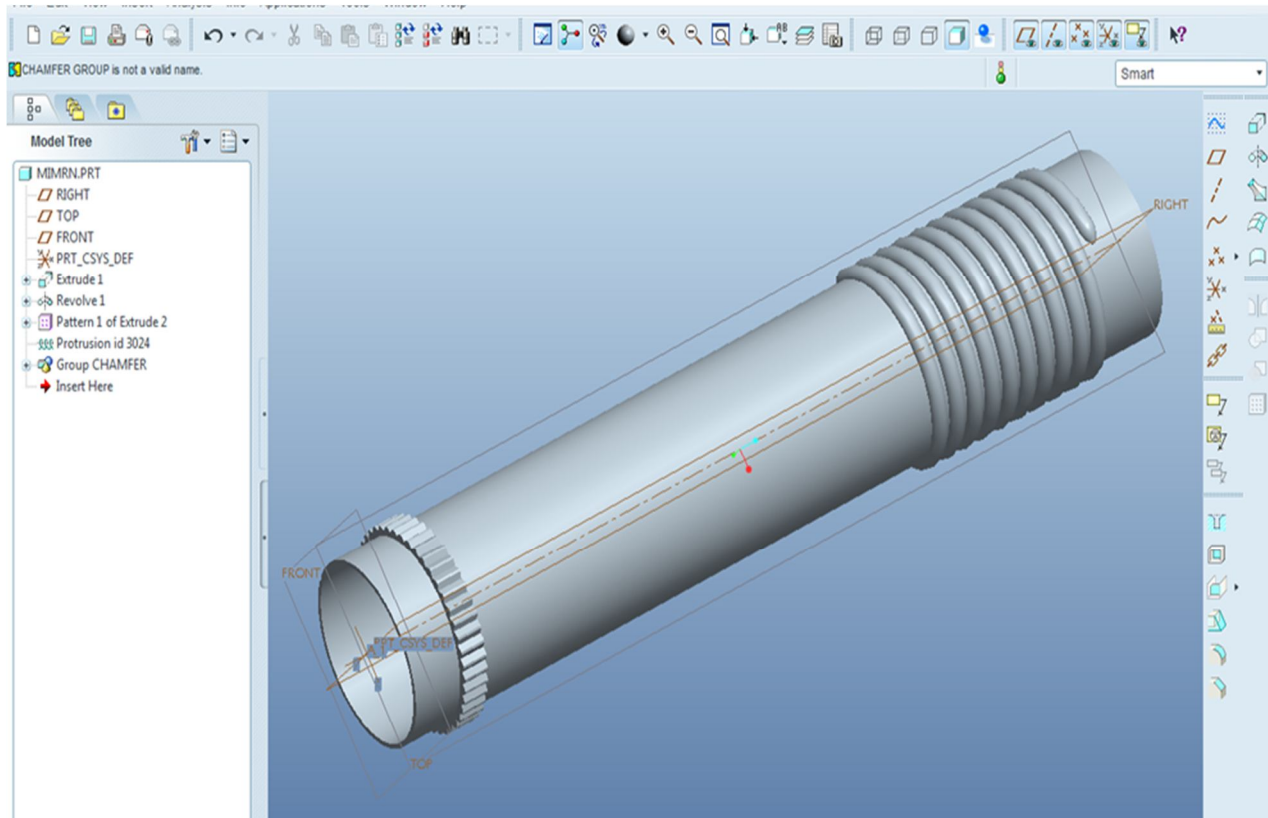 CHAMFER GROUP is not a valid name.
Smart
Model Tree
MIMRN.PRT
RIGHT
TOP
FRONT
PRT_CSYS_DEF
Extrude 1
Revolve 1
Pattern 1 of Extrude 2
Protrusion id 3024
Group CHAMFER
Insert Here
RIGHT
FRONT
PRT_CSYS_DEF
TOP